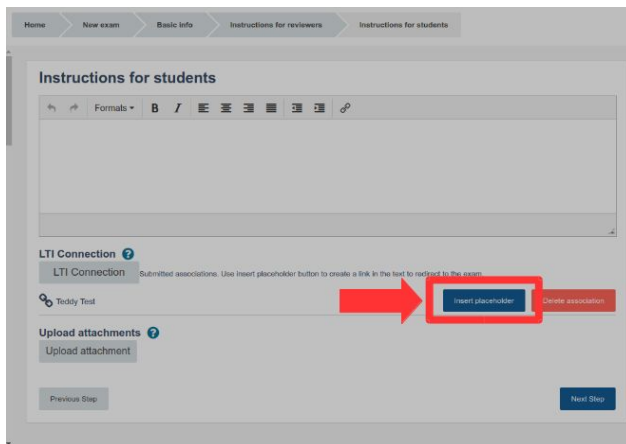 Home New exam Basic info Instructions for reviewers Instructions for students
Instructions for students
Formats B I
LTI Connection ?
LTI Connection Submitted associations. Use insert placeholder button to create a link in the text to redirect to the exam.
Teddy Test Insert placeholder Delete association
Upload attachments ?
Upload attachment
Previous Step Next Step